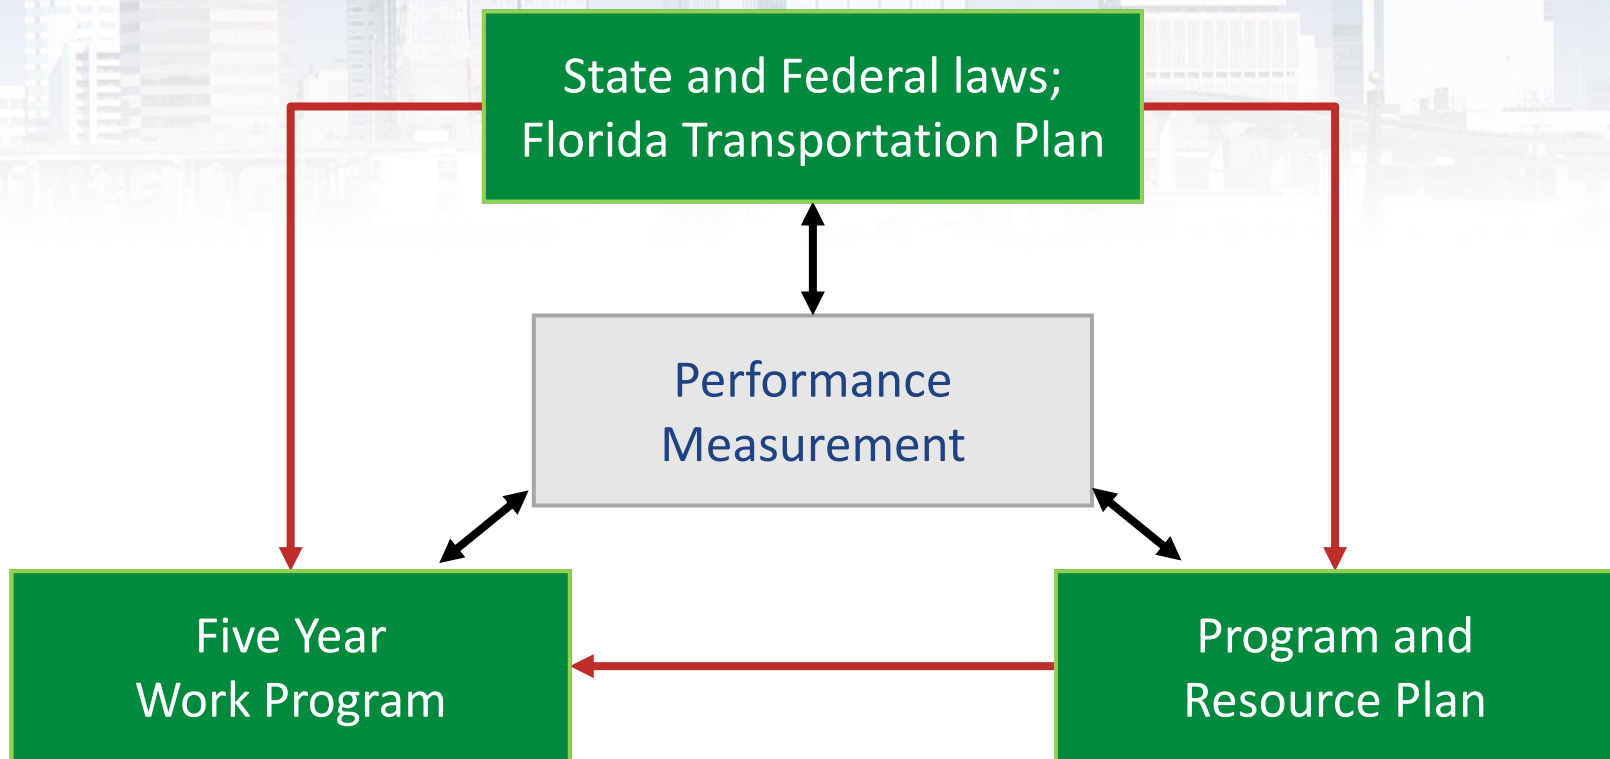 State and Federal laws;
Florida Transportation Plan
Performance
Measurement
Five Year
Work Program
Program and
Resource Plan